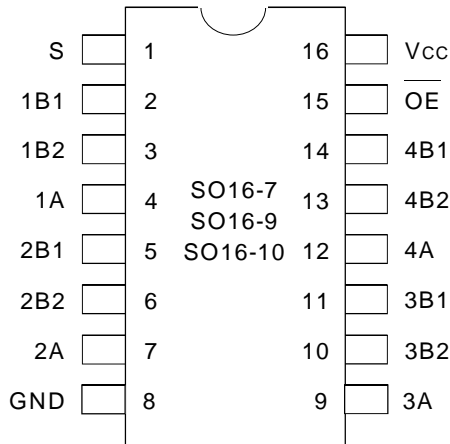 S 1 16 Vcc
1B1 2 15 OE
1B2 3 14 4B1
1A 4 SO16-7 13 4B2
SO16-9
2B1 5 SO16-10 12 4A
2B2 6 11 3B1
2A 7 10 3B2
GND 8 9 3A